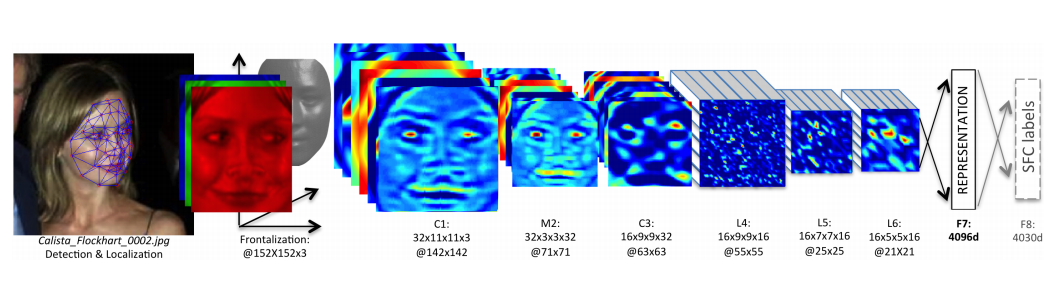 Calista_Flockhart_0002.jpg
Detection & Localization
Frontalization:
@152X152x3
C1:
32x11x11x3
@142x142
M2:
32x3x3x32
@71x71
C3:
16x9x9x32
@63x63
L4:
16x9x9x16
@55x55
L5:
16x7x7x16
@25x25
L6:
16x5x5x16
@21X21
REPRESENTATION
F7:
4096d
SFC labels
F8:
4030d